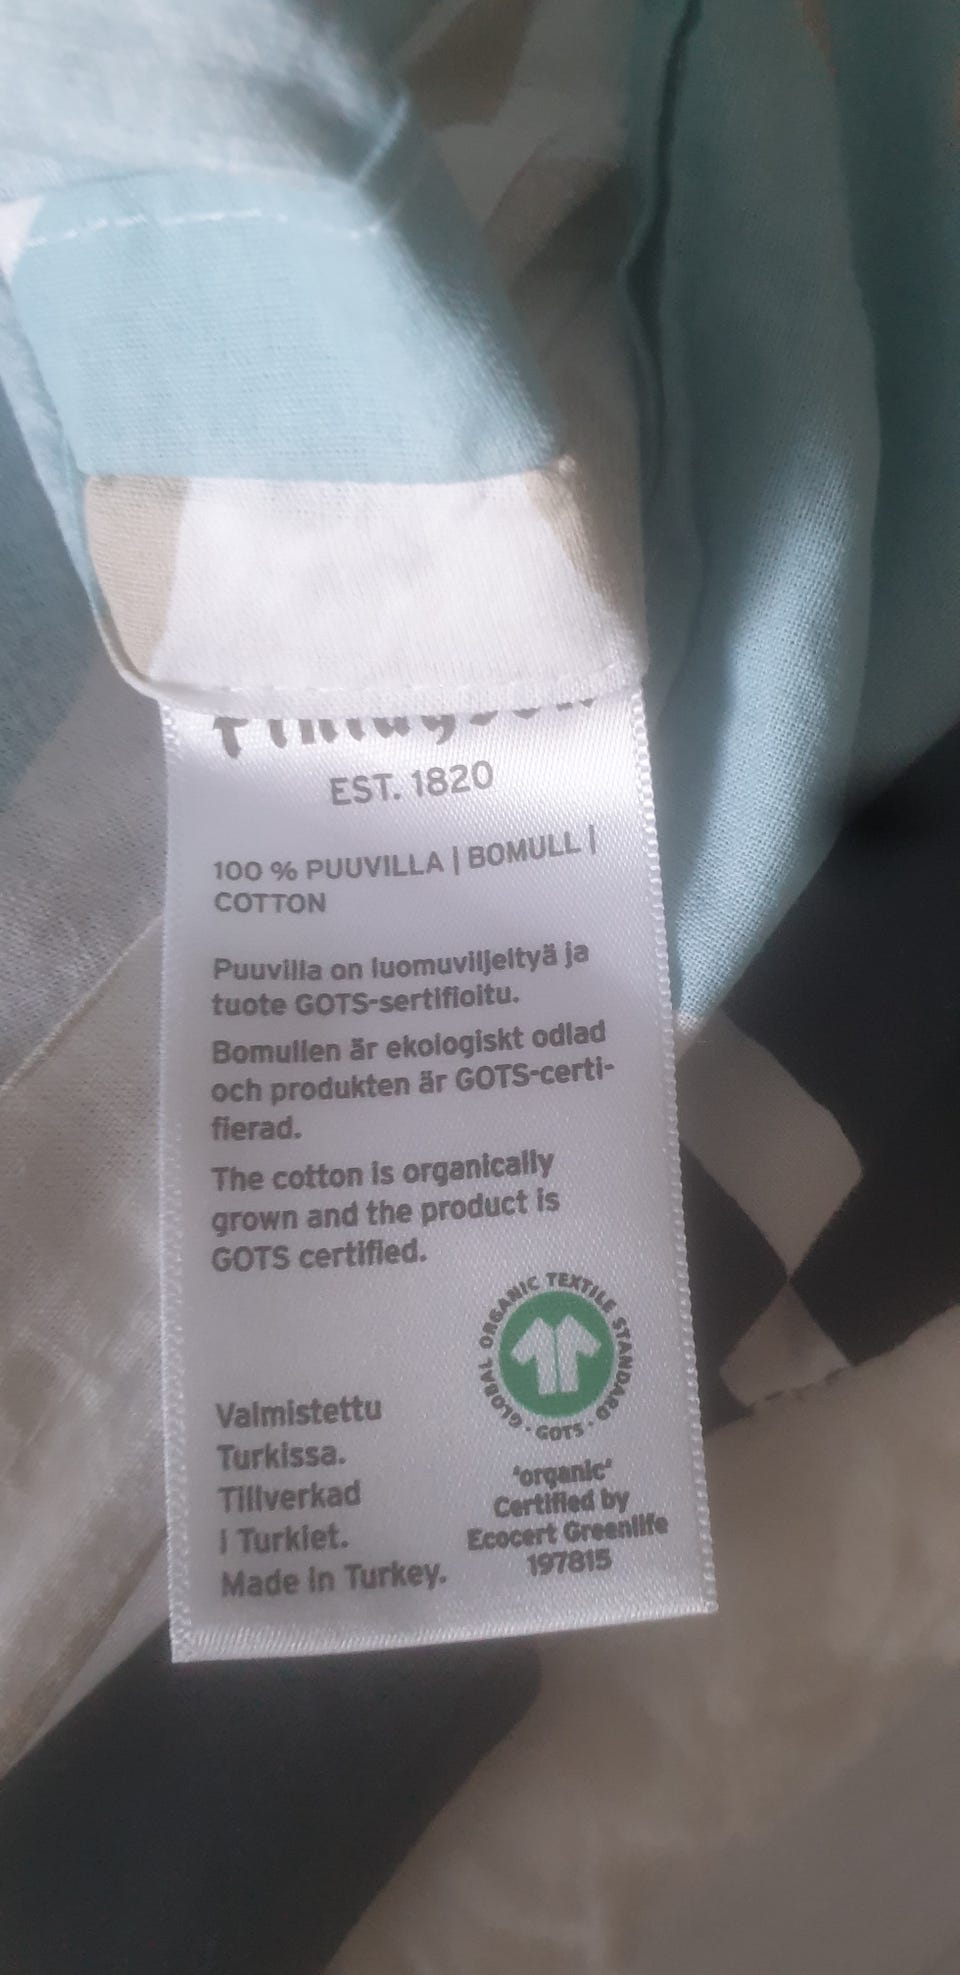 Finlayson
EST. 1820
100 % PUUVILLA | BOMULL |
COTTON
Puuvilla on luomuviljeltyä ja
tuote GOTS-sertifioitu.
Bomullen är ekologiskt odlad
och produkten är GOTS-certi-
fierad.
The cotton is organically
grown and the product is
GOTS certified.
GLOBAL ORGANIC TEXTILE STANDARD · GOTS ·
Valmistettu
Turkissa.
Tillverkad
i Turkiet.
Made in Turkey.
'organic'
Certified by
Ecocert Greenlife
197815